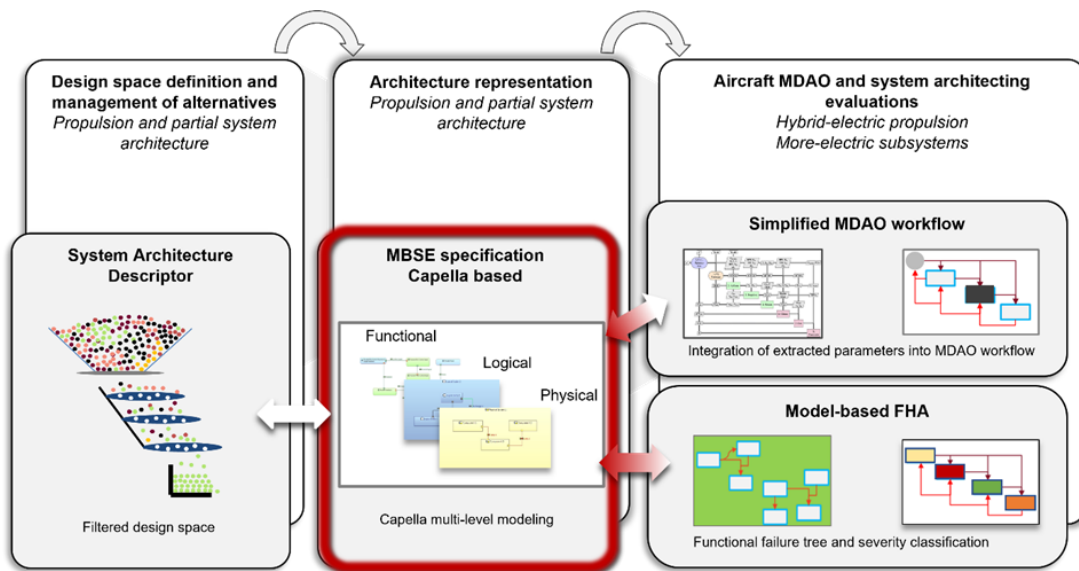 Design space definition and
management of alternatives
Propulsion and partial system
architecture
System Architecture
Descriptor
Filtered design space
Architecture representation
Propulsion and partial system
architecture
MBSE specification
Capella based
Functional
Logical
Physical
Capella multi-level modeling
Aircraft MDAO and system architecting
evaluations
Hybrid-electric propulsion
More-electric subsystems
Simplified MDAO workflow
Integration of extracted parameters into MDAO workflow
Model-based FHA
Functional failure tree and severity classification